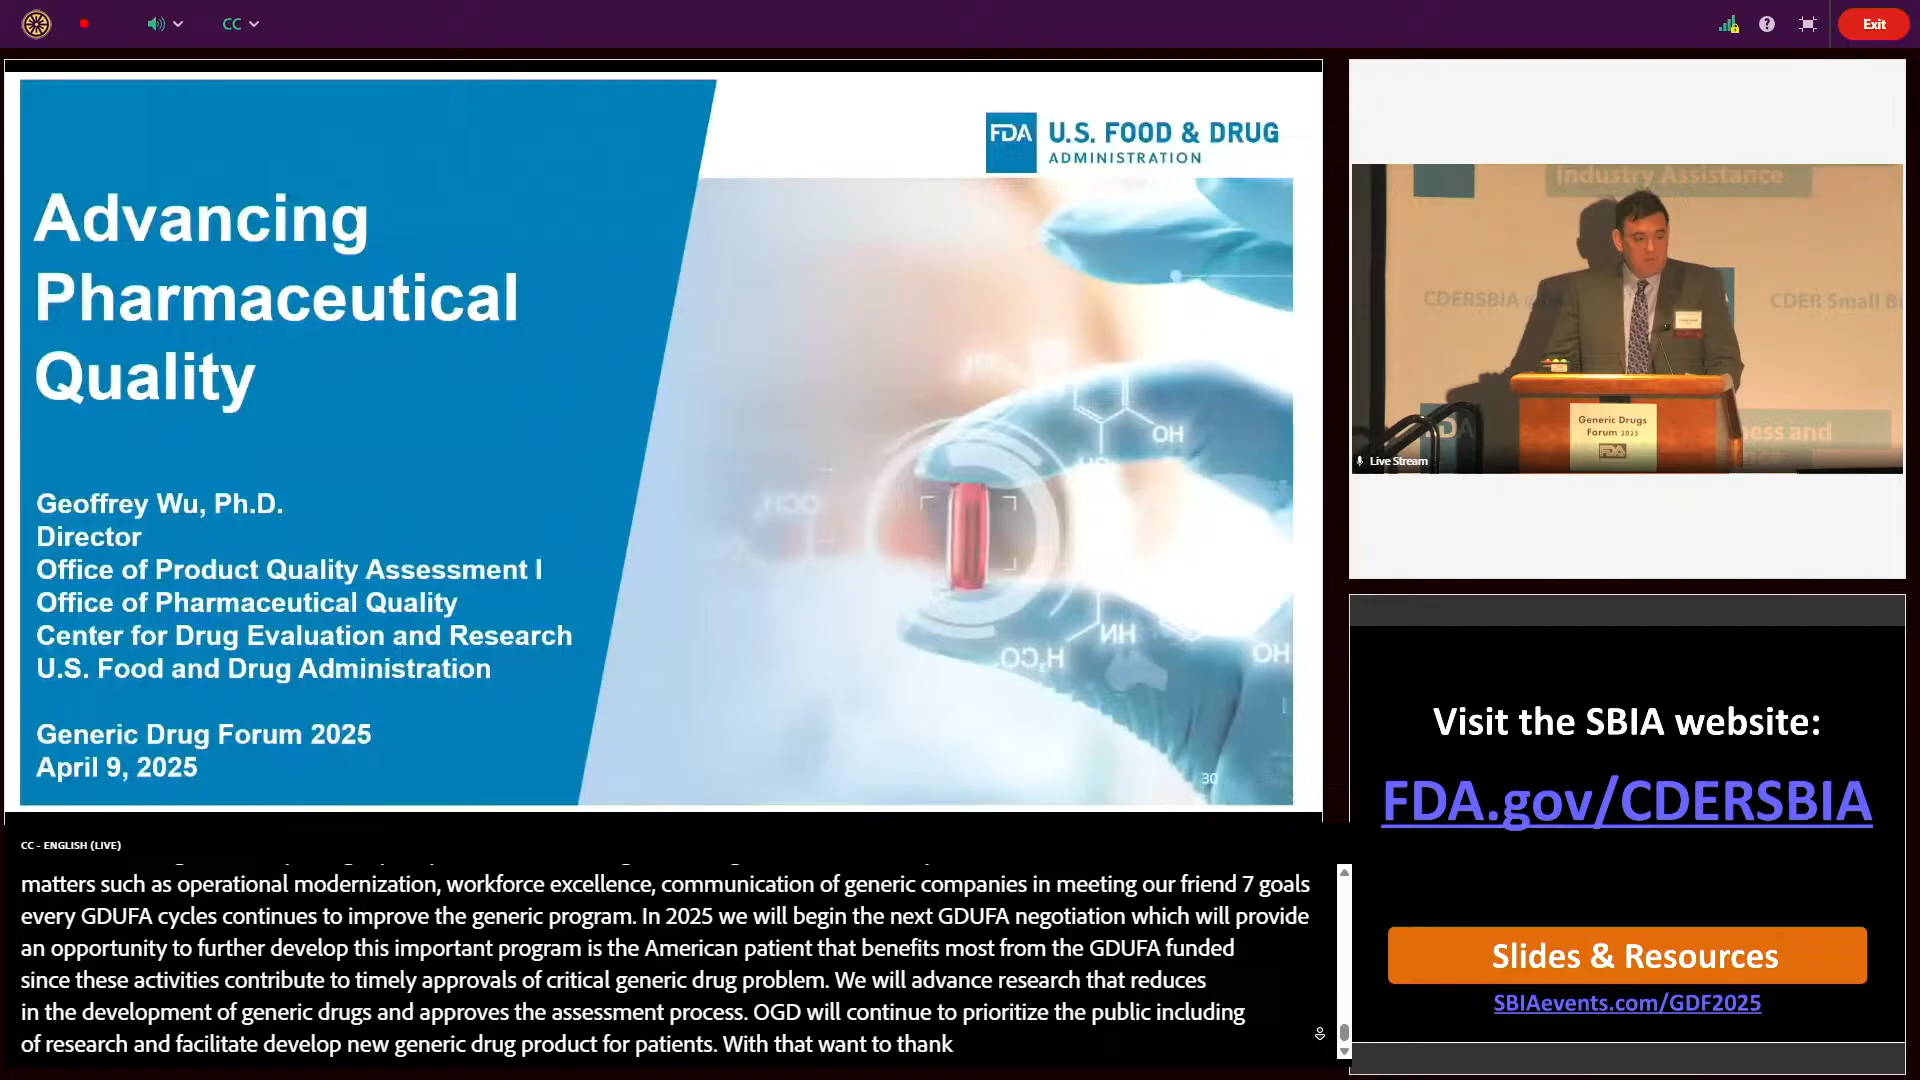 CC
Exit
Advancing
Pharmaceutical
Quality
Geoffrey Wu, Ph.D.
Director
Office of Product Quality Assessment I
Office of Pharmaceutical Quality
Center for Drug Evaluation and Research
U.S. Food and Drug Administration
Generic Drug Forum 2025
April 9, 2025
FDA U.S. FOOD & DRUG
ADMINISTRATION
OH
HN
H₃CO
OH
30
Industry Assistance
CDERSBIA
CDER Small B
Generic Drugs
Forum 2025
FDA
ness and
Live Stream
Visit the SBIA website:
FDA.gov/CDERSBIA
Slides & Resources
SBIAevents.com/GDF2025
CC - ENGLISH (LIVE)
matters such as operational modernization, workforce excellence, communication of generic companies in meeting our friend 7 goals
every GDUFA cycles continues to improve the generic program. In 2025 we will begin the next GDUFA negotiation which will provide
an opportunity to further develop this important program is the American patient that benefits most from the GDUFA funded
since these activities contribute to timely approvals of critical generic drug problem. We will advance research that reduces
in the development of generic drugs and approves the assessment process. OGD will continue to prioritize the public including
of research and facilitate develop new generic drug product for patients. With that want to thank